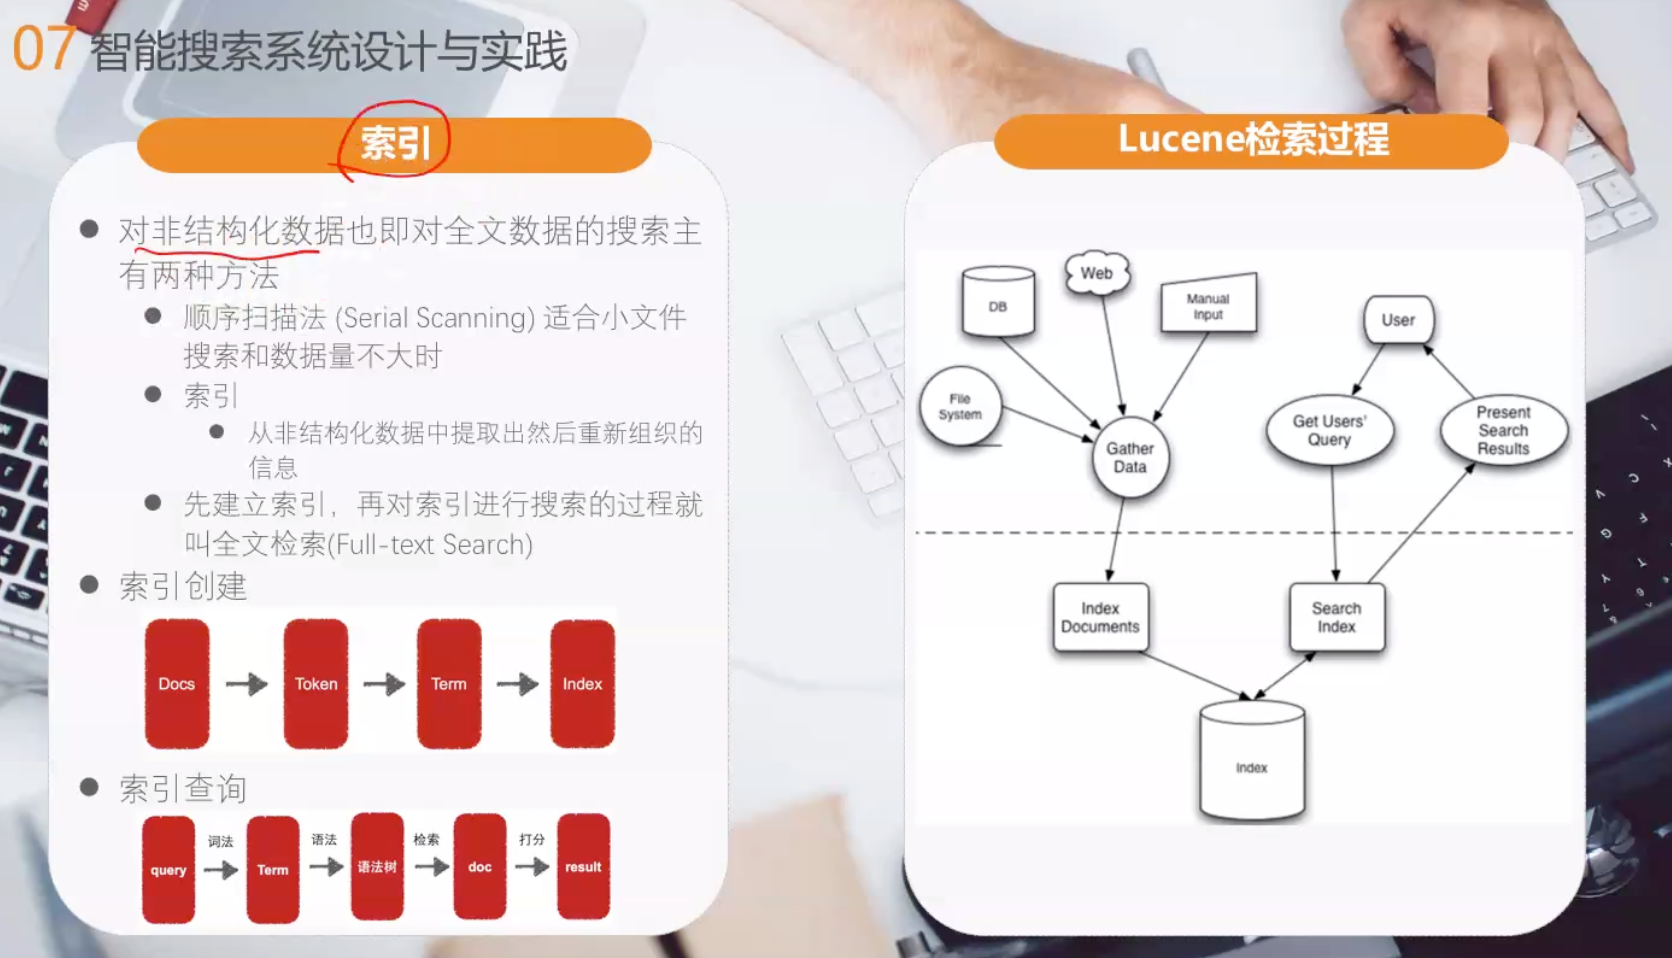 07 智能搜索系统设计与实践
索引
对非结构化数据也即对全文数据的搜索主
有两种方法
顺序扫描法 (Serial Scanning) 适合小文件
搜索和数据量不大时
索引
从非结构化数据中提取出然后重新组织的
信息
先建立索引，再对索引进行搜索的过程就
叫全文检索(Full-text Search)
索引创建
Docs
Token
Term
Index
索引查询
query
词法
Term
语法
语法树
检索
doc
打分
result
Lucene检索过程
DB
Web
Manual
Input
User
File
System
Gather
Data
Get Users'
Query
Present
Search
Results
Index
Documents
Search
Index
Index